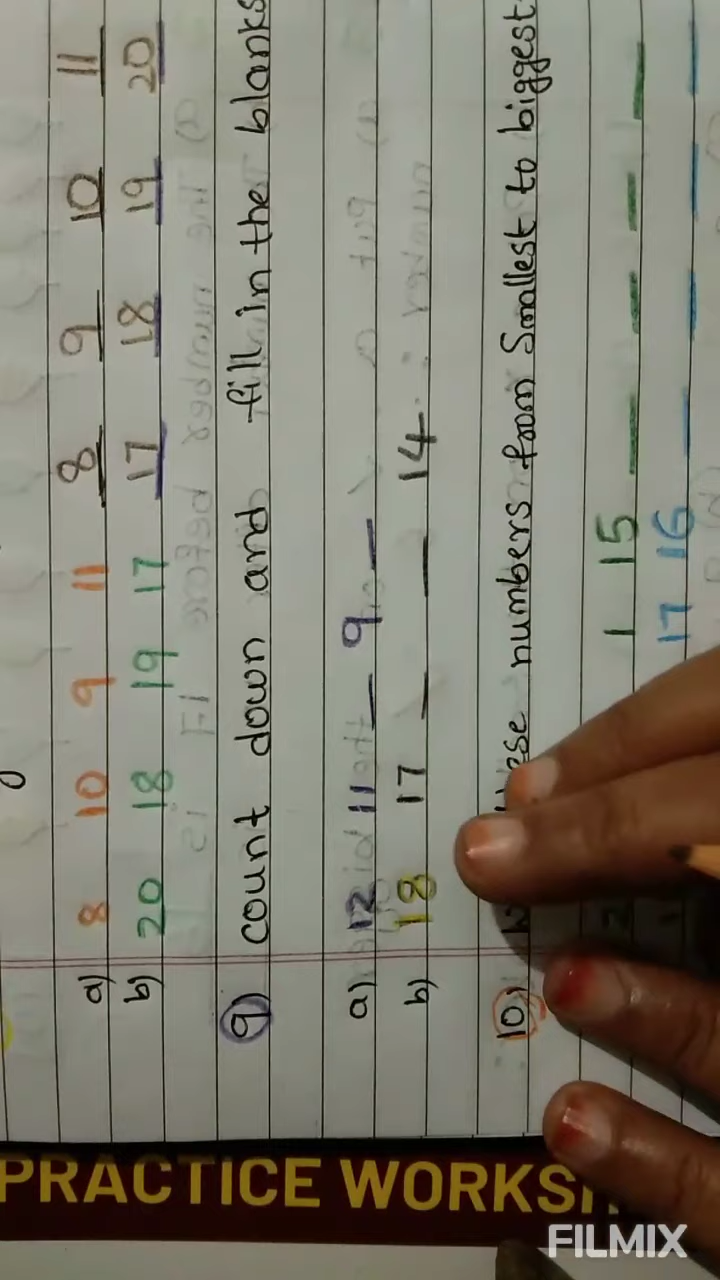 a) 8 10 9 11 8 9 10 11
b) 20 18 19 17 17 18 19 20
9) count down and fill in the blanks
a) 12 11 _ 9 _
b) 18 17 _ _ 14
10) numbers from Smallest to biggest
1 15 _ _ _ _
17 16 _ _ _ _
PRACTICE
FILMIX